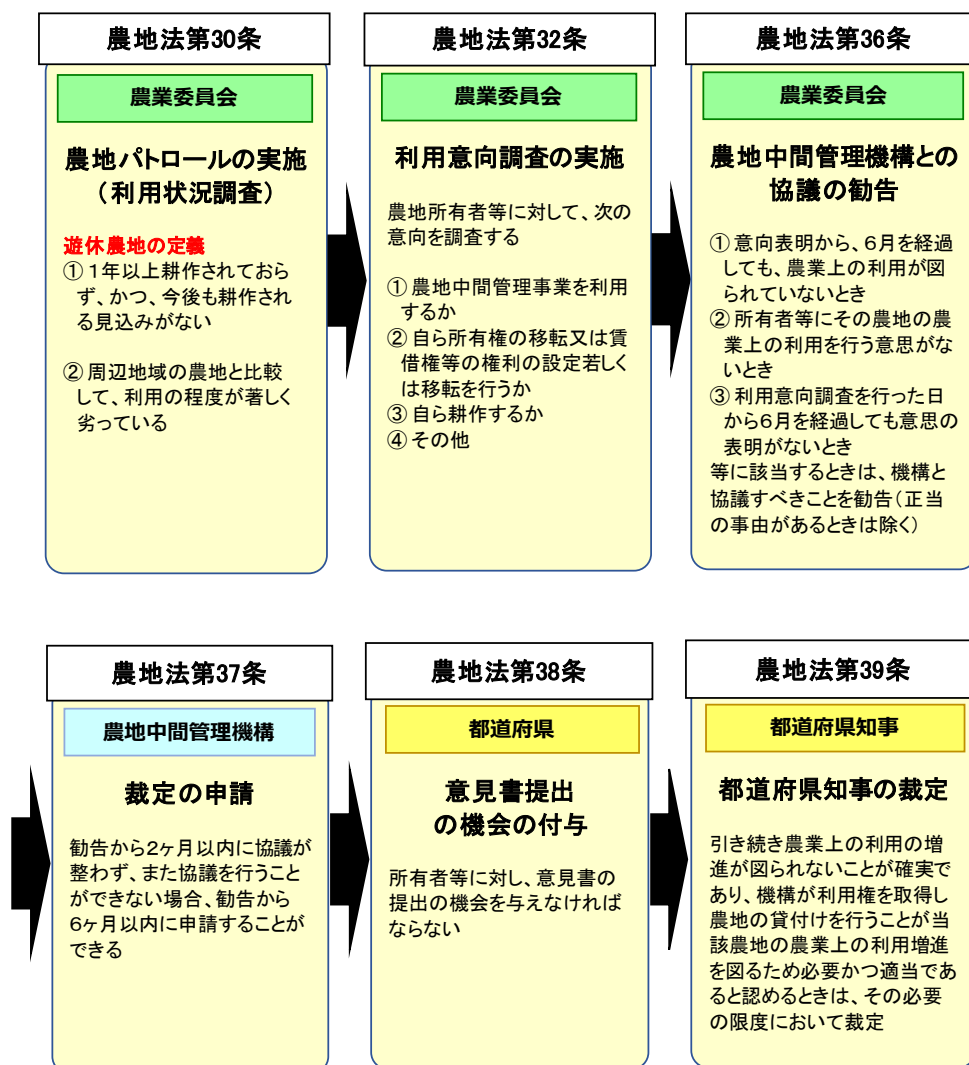 農地法第30条
農業委員会
農地パトロールの実施
(利用状況調査)
遊休農地の定義
① 1年以上耕作されておら
ず、かつ、今後も耕作され
る見込みがない
② 周辺地域の農地と比較
して、利用の程度が著しく
劣っている
農地法第32条
農業委員会
利用意向調査の実施
農地所有者等に対して、次の
意向を調査する
① 農地中間管理事業を利用
するか
② 自ら所有権の移転又は賃
借権等の権利の設定若しく
は移転を行うか
③ 自ら耕作するか
④ その他
農地法第36条
農業委員会
農地中間管理機構との
協議の勧告
① 意向表明から、6月を経過
しても、農業上の利用が図
られていないとき
② 所有者等にその農地の農
業上の利用を行う意思がな
いとき
③ 利用意向調査を行った日
から6月を経過しても意思の
表明がないとき
等に該当するときは、機構と
協議すべきことを勧告(正当
の事由があるときは除く)
農地法第37条
農地中間管理機構
裁定の申請
勧告から2ヶ月以内に協議が
整わず、また協議を行うこと
ができない場合、勧告から
6ヶ月以内に申請することが
できる
農地法第38条
都道府県
意見書提出
の機会の付与
所有者等に対し、意見書の
提出の機会を与えなければ
ならない
農地法第39条
都道府県知事
都道府県知事の裁定
引き続き農業上の利用の増
進が図られないことが確実で
あり、機構が利用権を取得し
農地の貸付けを行うことが当
該農地の農業上の利用増進
を図るため必要かつ適当であ
ると認めるときは、その必要
の限度において裁定